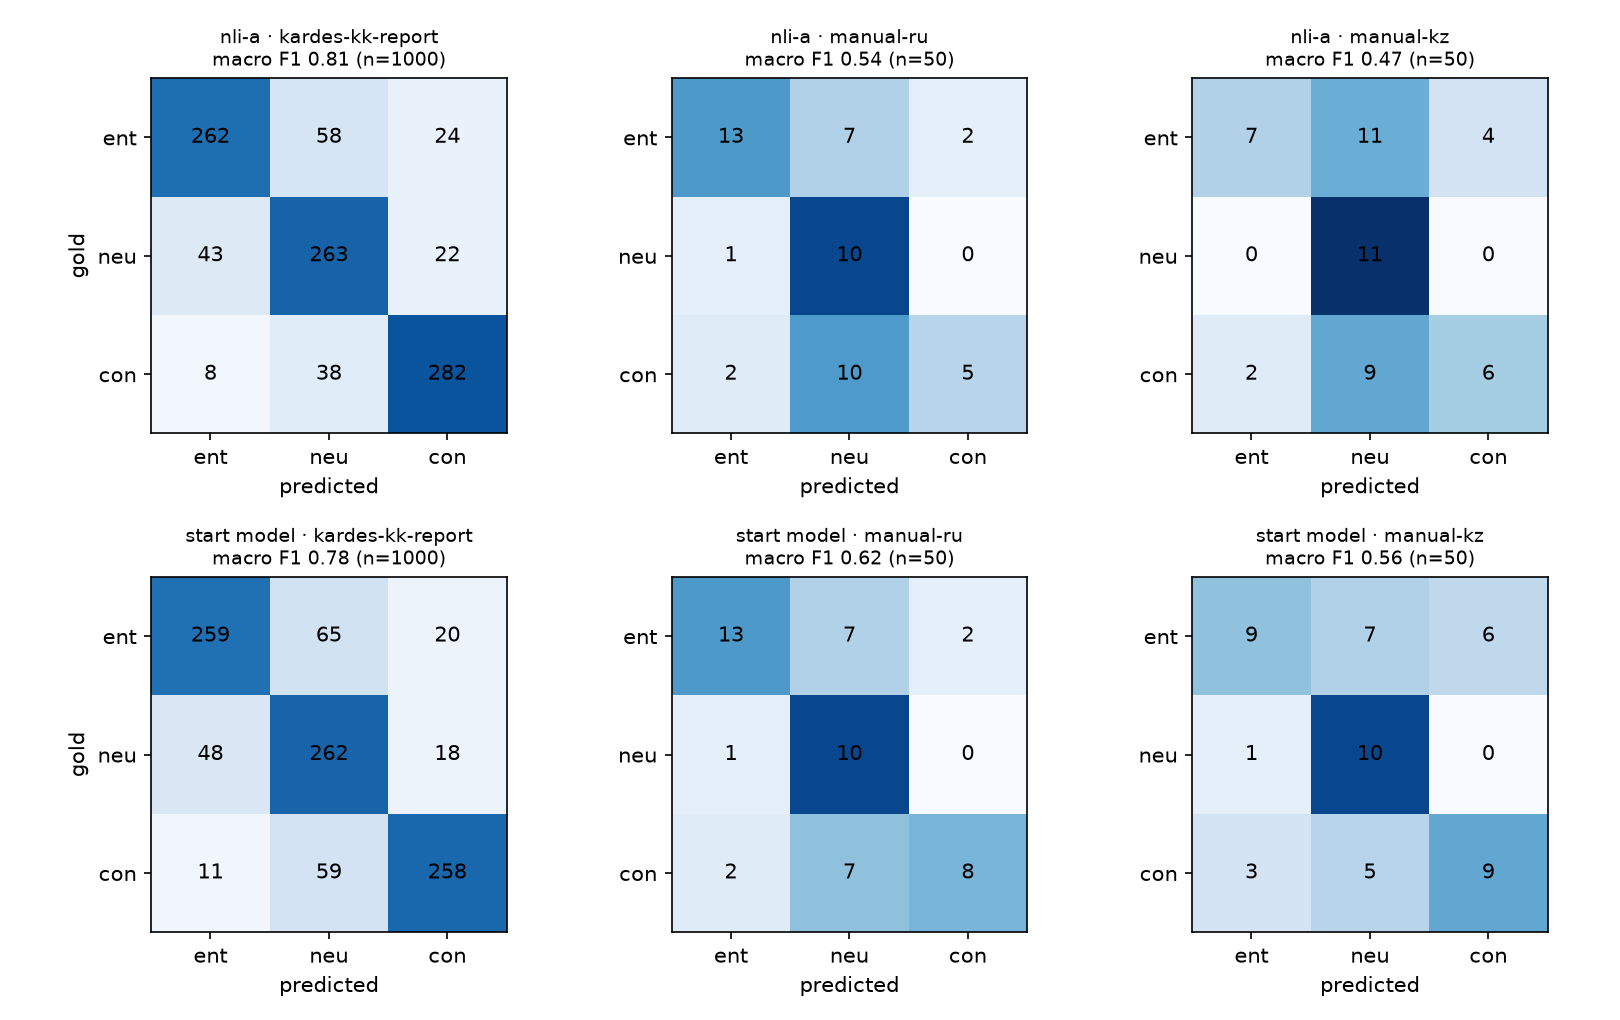 nli-a · kardes-kk-report
macro F1 0.81 (n=1000)
ent 262 58 24
neu 43 263 22
con 8 38 282
gold
ent neu con
predicted
nli-a · manual-ru
macro F1 0.54 (n=50)
ent 13 7 2
neu 1 10 0
con 2 10 5
ent neu con
predicted
nli-a · manual-kz
macro F1 0.47 (n=50)
ent 7 11 4
neu 0 11 0
con 2 9 6
ent neu con
predicted
start model · kardes-kk-report
macro F1 0.78 (n=1000)
ent 259 65 20
neu 48 262 18
con 11 59 258
gold
ent neu con
predicted
start model · manual-ru
macro F1 0.62 (n=50)
ent 13 7 2
neu 1 10 0
con 2 7 8
ent neu con
predicted
start model · manual-kz
macro F1 0.56 (n=50)
ent 9 7 6
neu 1 10 0
con 3 5 9
ent neu con
predicted